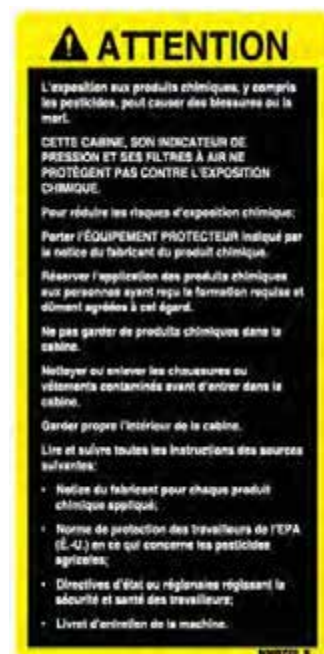 ATTENTION
L'exposition aux produits chimiques, y compris
les pesticides, peut causer des blessures ou la
mort.
CETTE CABINE, SON INDICATEUR DE
PRESSION ET SES FILTRES À AIR NE
PROTÈGENT PAS CONTRE L'EXPOSITION
CHIMIQUE.
Pour réduire les risques d'exposition chimique:
Porter l'ÉQUIPEMENT PROTECTEUR indiqué par
la notice du fabricant du produit chimique.
Réserver l'application des produits chimiques
aux personnes ayant reçu la formation requise et
dûment agréées à cet égard.
Ne pas garder de produits chimiques dans la
cabine.
Nettoyer ou enlever les chaussures ou
vêtements contaminés avant d'entrer dans la
cabine.
Garder propre l'intérieur de la cabine.
Lire et suivre toutes les instructions des sources
suivantes:
• Notice du fabricant pour chaque produit
chimique appliqué;
• Norme de protection des travailleurs de l'EPA
(É.-U.) en ce qui concerne les pesticides
agricoles;
• Directives d'état ou régionales régissant la
sécurité et santé des travailleurs;
• Livret d'entretien de la machine.